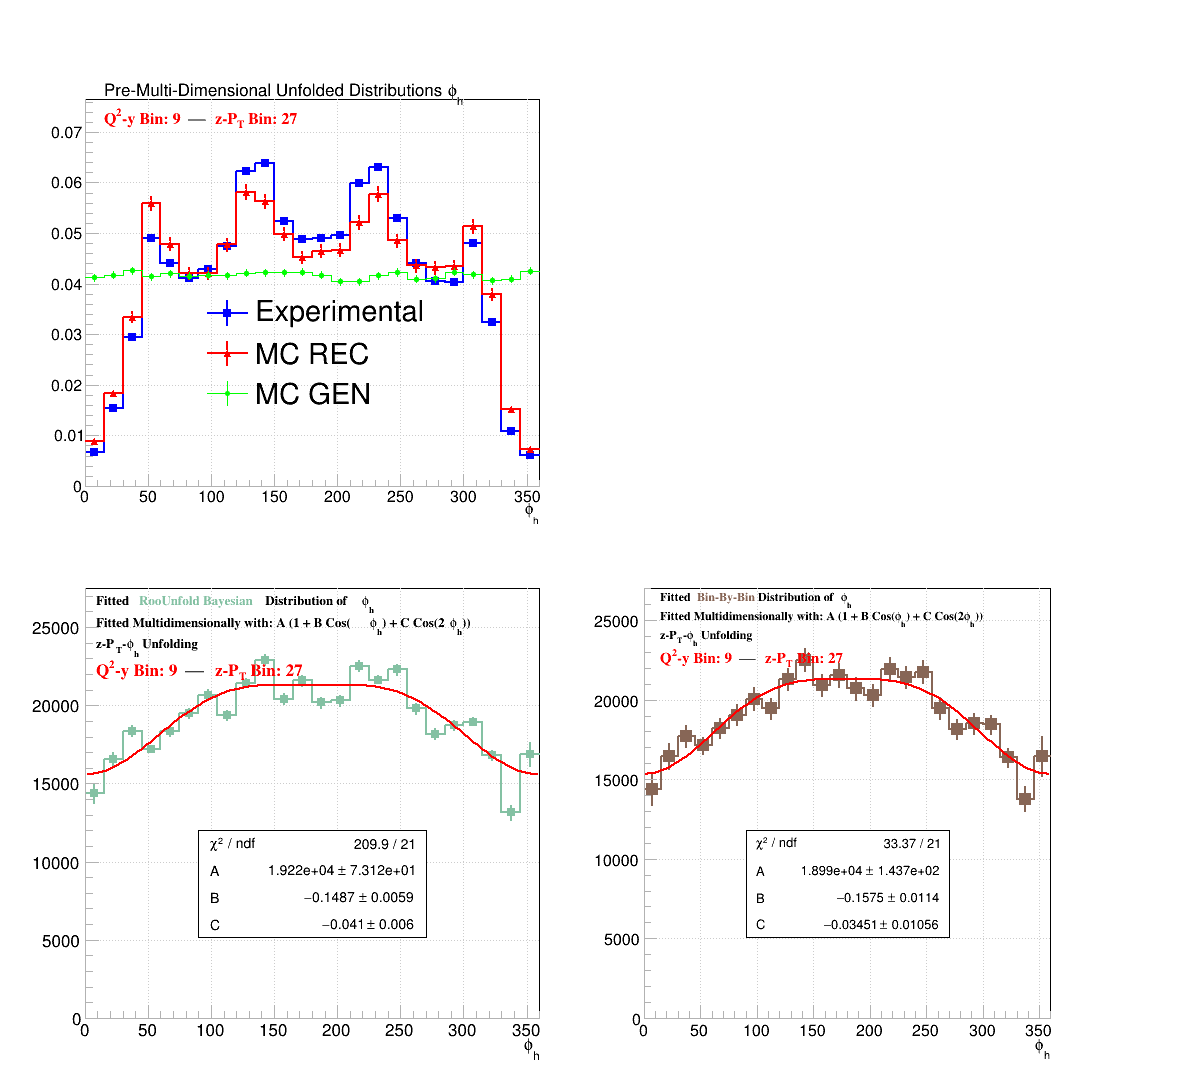 Pre-Multi-Dimensional Unfolded Distributions ϕh
Q2-y Bin: 9 — z-PT Bin: 27
0.07
0.06
0.05
0.04
0.03
0.02
0.01
0
Experimental
MC REC
MC GEN
0 50 100 150 200 250 300 350
ϕh
Fitted RooUnfold Bayesian Distribution of ϕh
Fitted Multidimensionally with: A (1 + B Cos( ϕh) + C Cos(2 ϕh))
z-PT-ϕh Unfolding
Q2-y Bin: 9 — z-PT Bin: 27
25000
20000
15000
10000
5000
0
χ2 / ndf 209.9 / 21
A 1.922e+04 ± 7.312e+01
B −0.1487 ± 0.0059
C −0.041 ± 0.006
0 50 100 150 200 250 300 350
ϕh
Fitted Bin-By-Bin Distribution of ϕh
Fitted Multidimensionally with: A (1 + B Cos(ϕh) + C Cos(2ϕh))
z-PT-ϕh Unfolding
Q2-y Bin: 9 — z-PT Bin: 27
25000
20000
15000
10000
5000
0
χ2 / ndf 33.37 / 21
A 1.899e+04 ± 1.437e+02
B −0.1575 ± 0.0114
C −0.03451 ± 0.01056
0 50 100 150 200 250 300 350
ϕh